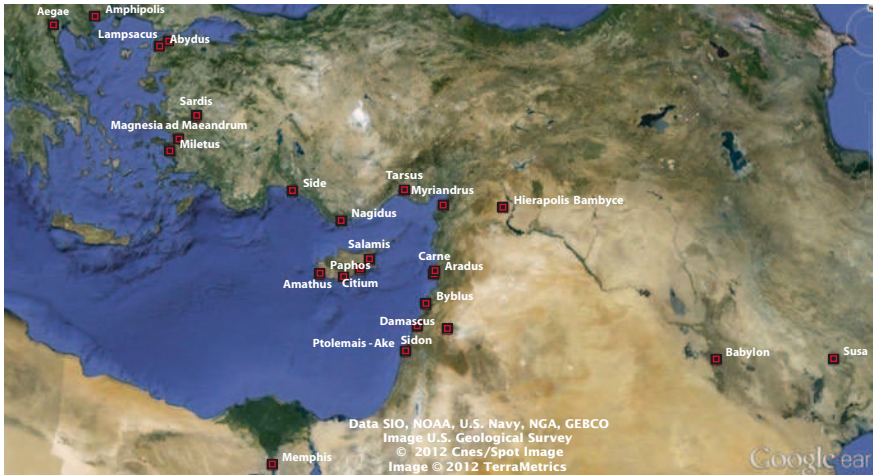 Aegae
Amphipolis
Lampsacus
Abydus
Sardis
Magnesia ad Maeandrum
Miletus
Side
Tarsus
Myriandrus
Nagidus
Hierapolis Bambyce
Salamis
Paphos
Carne
Aradus
Amathus
Citium
Byblus
Damascus
Ptolemais - Ake
Sidon
Babylon
Susa
Data SIO, NOAA, U.S. Navy, NGA, GEBCO
Image U.S. Geological Survey
© 2012 Cnes/Spot Image
Image © 2012 TerraMetrics
Memphis
Google ear